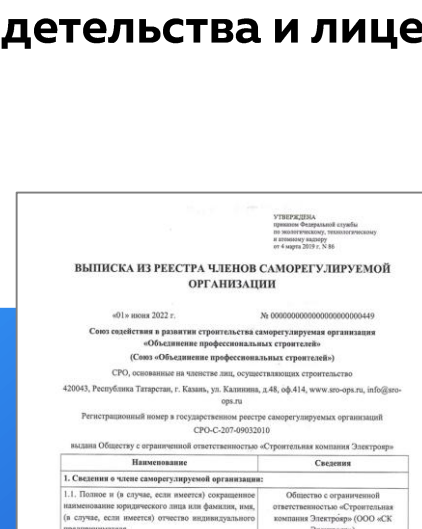 детельства и лице
УТВЕРЖДЕНА
приказом Федеральной службы
по экологическому, технологическому
и атомному надзору
от 4 марта 2019 г. N 86
ВЫПИСКА ИЗ РЕЕСТРА ЧЛЕНОВ САМОРЕГУЛИРУЕМОЙ
ОРГАНИЗАЦИИ
«01» июня 2022 г. № 0000000000000000000000449
Союз содействия в развитии строительства саморегулируемая организация
«Объединение профессиональных строителей»
(Союз «Объединение профессиональных строителей»)
СРО, основанные на членстве лиц, осуществляющих строительство
420043, Республика Татарстан, г. Казань, ул. Калинина, д.48, оф.414, www.sro-ops.ru, info@sro-
ops.ru
Регистрационный номер в государственном реестре саморегулируемых организаций
СРО-С-207-09032010
выдана Обществу с ограниченной ответственностью «Строительная компания Электрояр»
Наименование Сведения
1. Сведения о члене саморегулируемой организации:
1.1. Полное и (в случае, если имеется) сокращенное Общество с ограниченной
наименование юридического лица или фамилия, имя, ответственностью «Строительная
(в случае, если имеется) отчество индивидуального компания Электрояр» (ООО «СК